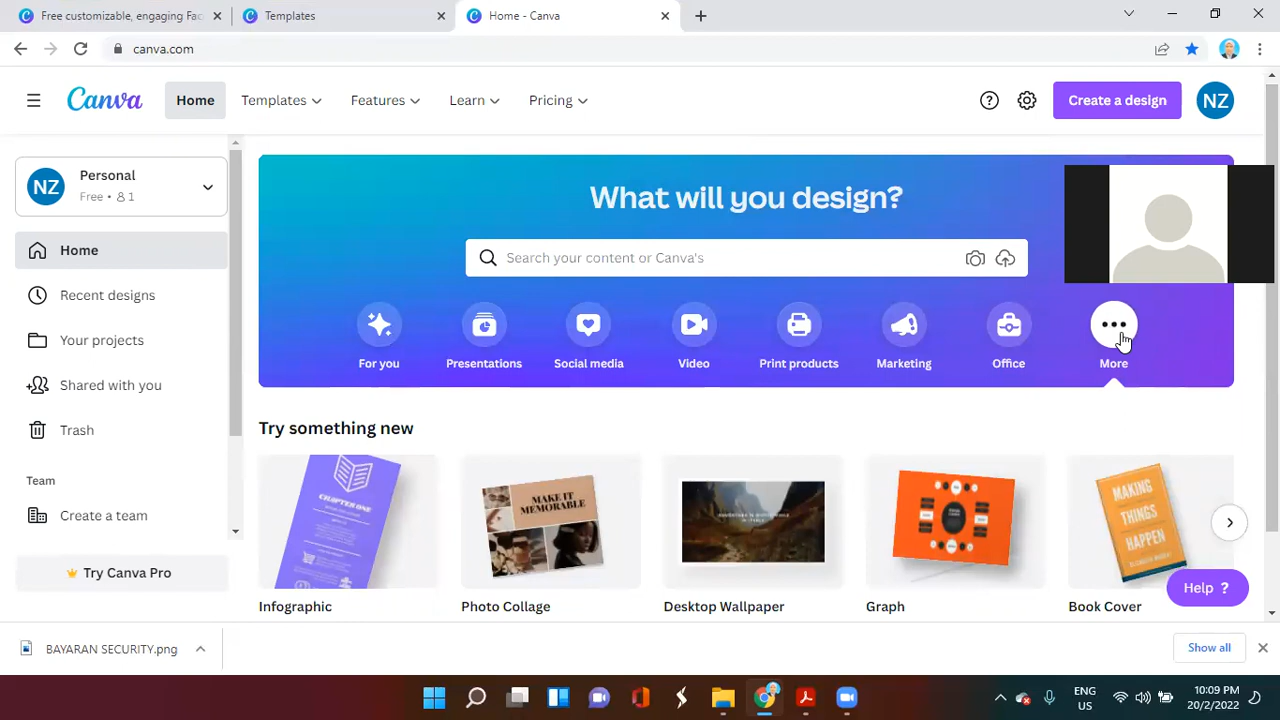 Free customizable, engaging Fac
Templates
Home - Canva
canva.com
Canva
Home
Templates
Features
Learn
Pricing
Create a design
NZ
NZ
Personal
Free • 1
Home
Recent designs
Your projects
Shared with you
Trash
Team
Create a team
Try Canva Pro
What will you design?
Search your content or Canva's
For you
Presentations
Social media
Video
Print products
Marketing
Office
More
Try something new
CHAPTER ONE
MAKE IT
MEMORABLE
MAKING
THINGS
HAPPEN
Infographic
Photo Collage
Desktop Wallpaper
Graph
Book Cover
Help ?
BAYARAN SECURITY.png
Show all
ENG
US
10:09 PM
20/2/2022